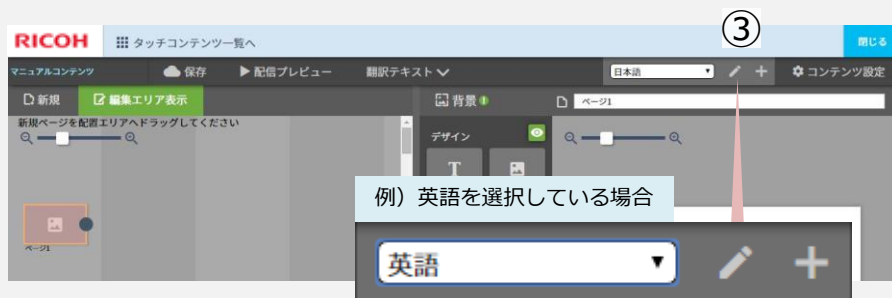 ③
RICOH タッチコンテンツ一覧へ 閉じる
マニュアルコンテンツ 保存 配信プレビュー 翻訳テキスト 日本語 コンテンツ設定
新規 編集エリア表示 背景 ページ1
新規ページを配置エリアへドラッグしてください
デザイン
T
例）英語を選択している場合
ページ1
英語